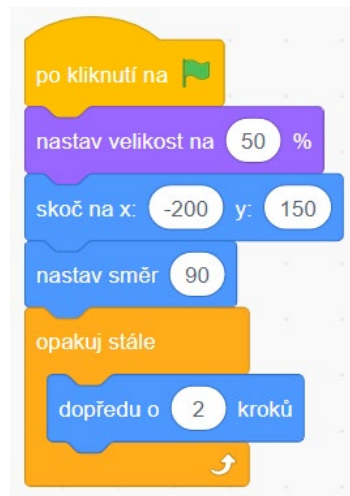 po kliknutí na
nastav velikost na 50 %
skoč na x: -200 y: 150
nastav směr 90
opakuj stále
dopředu o 2 kroků